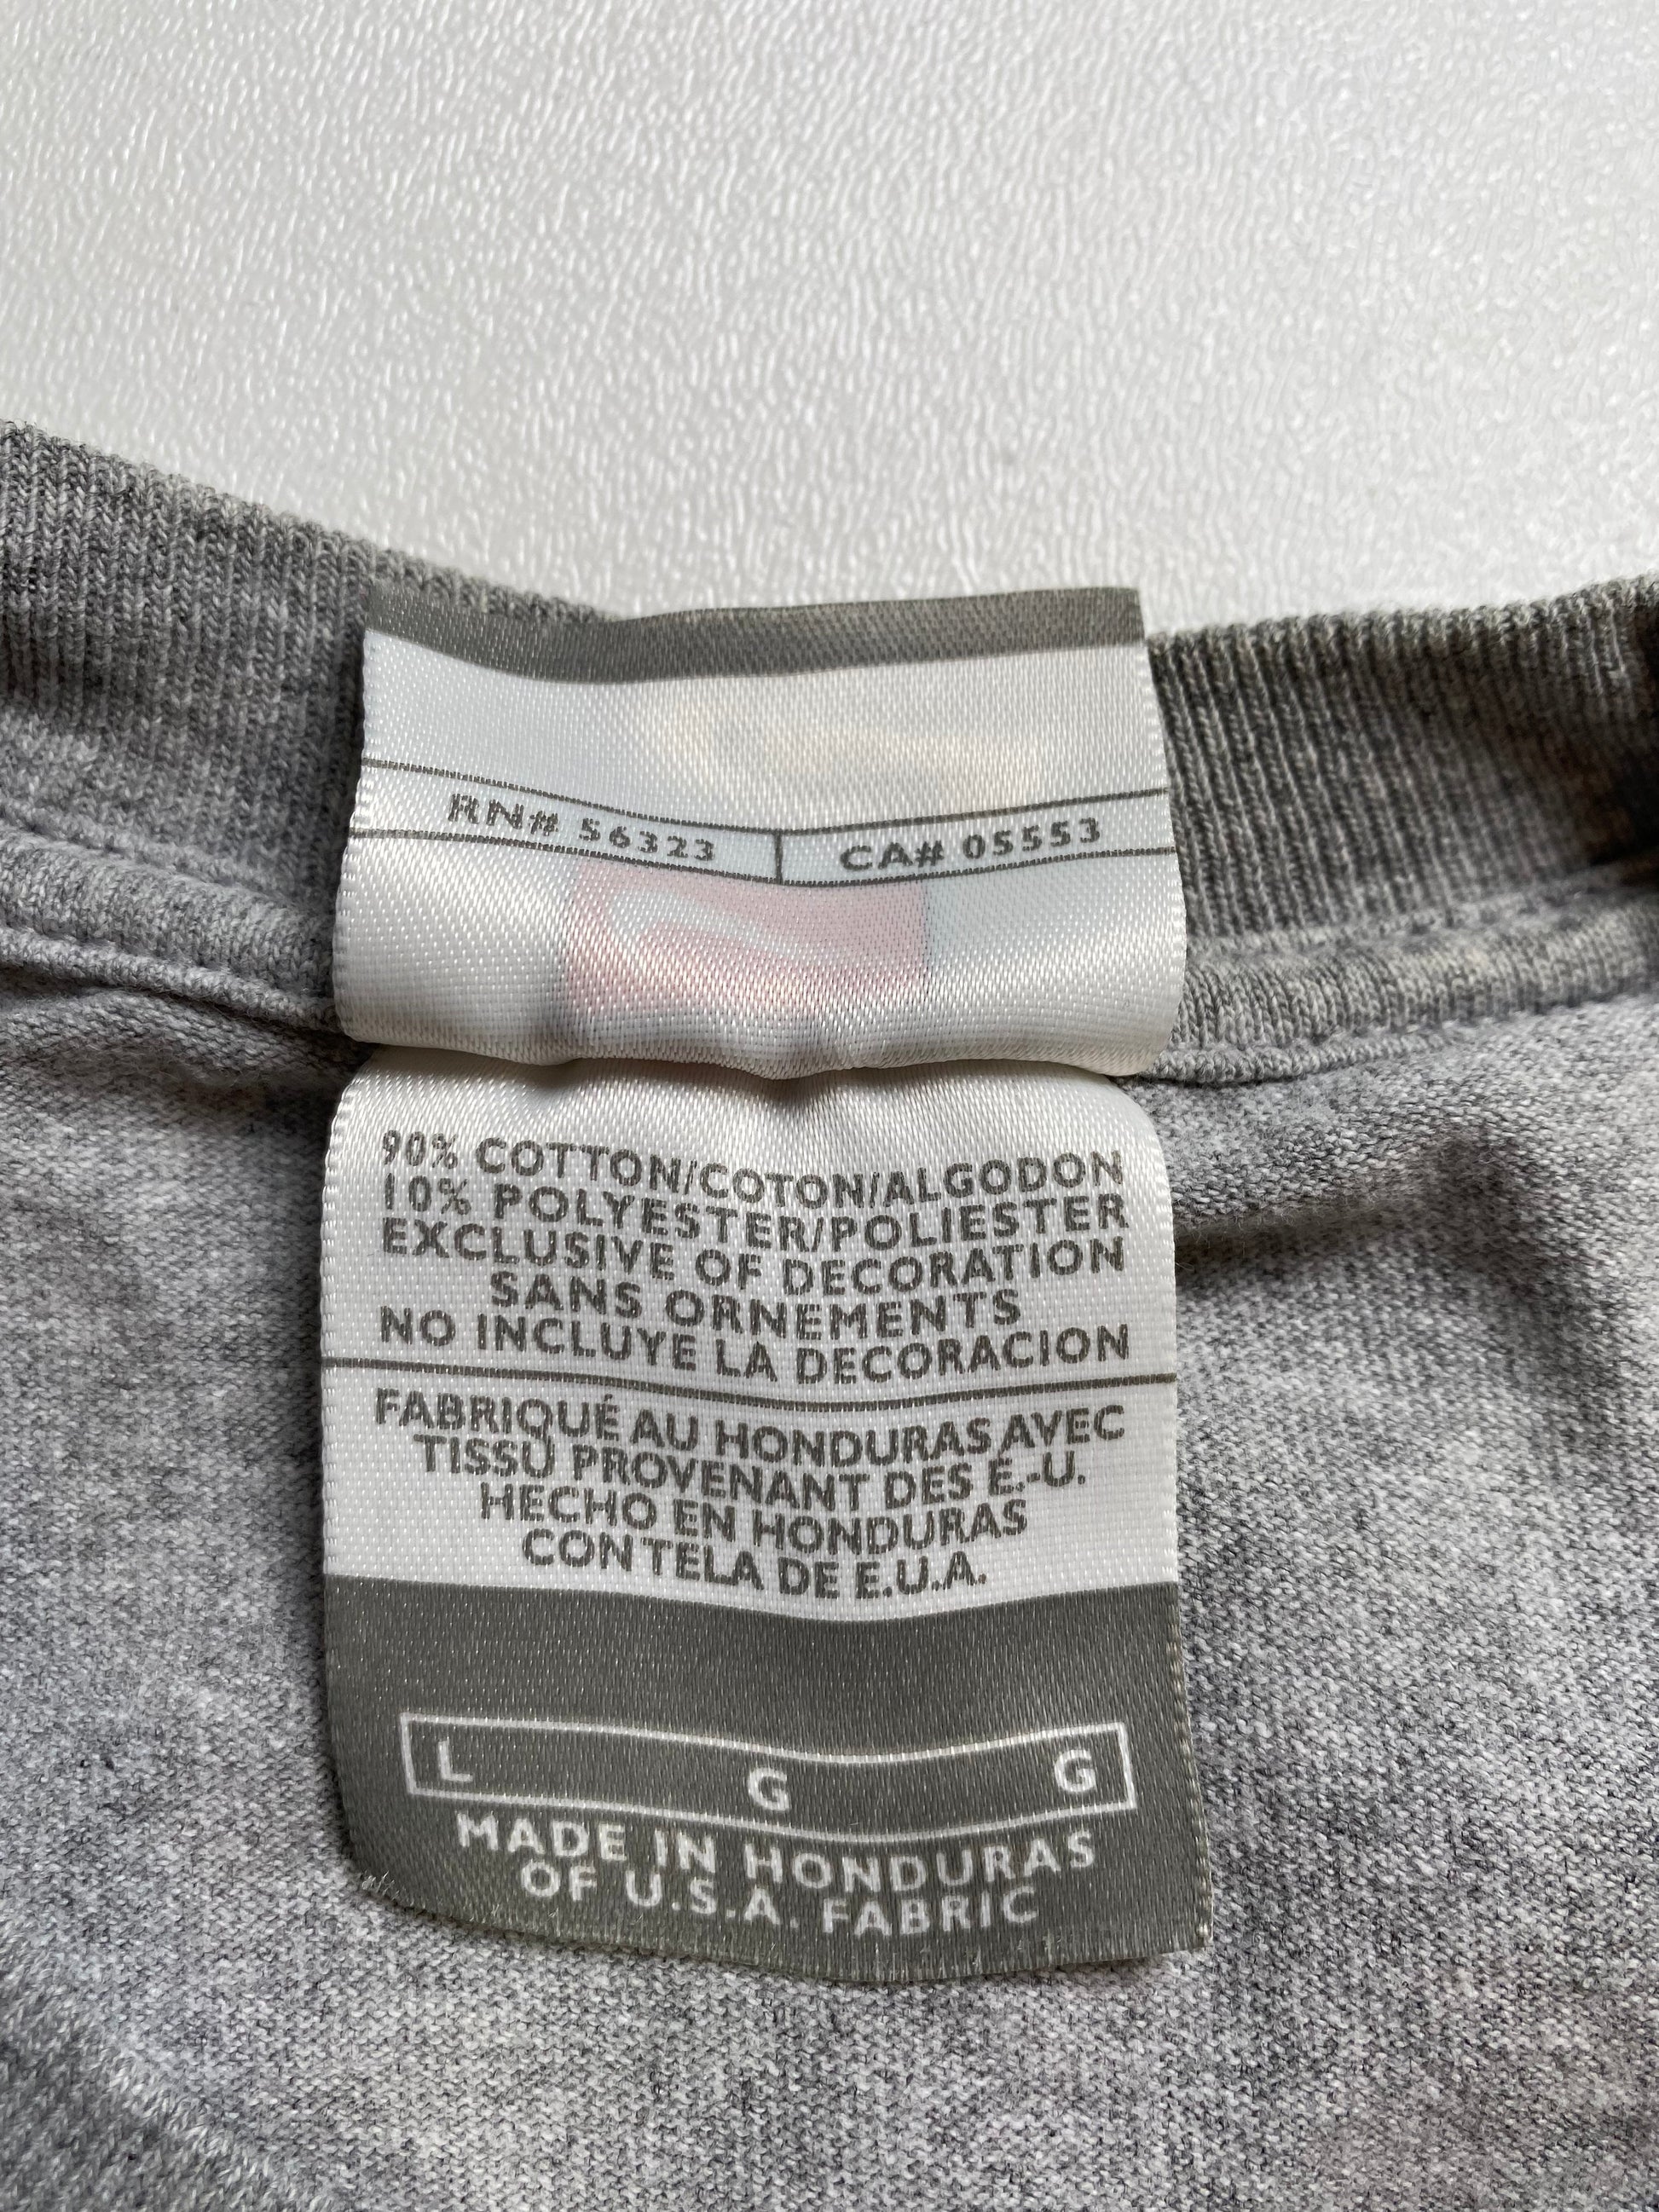 RN# 56323 CA# 05553
90% COTTON/COTON/ALGODON
10% POLYESTER/POLIESTER
EXCLUSIVE OF DECORATION
SANS ORNEMENTS
NO INCLUYE LA DECORACION
FABRIQUÉ AU HONDURAS AVEC
TISSU PROVENANT DES É.-U.
HECHO EN HONDURAS
CON TELA DE E.U.A.
L G G
MADE IN HONDURAS
OF U.S.A. FABRIC